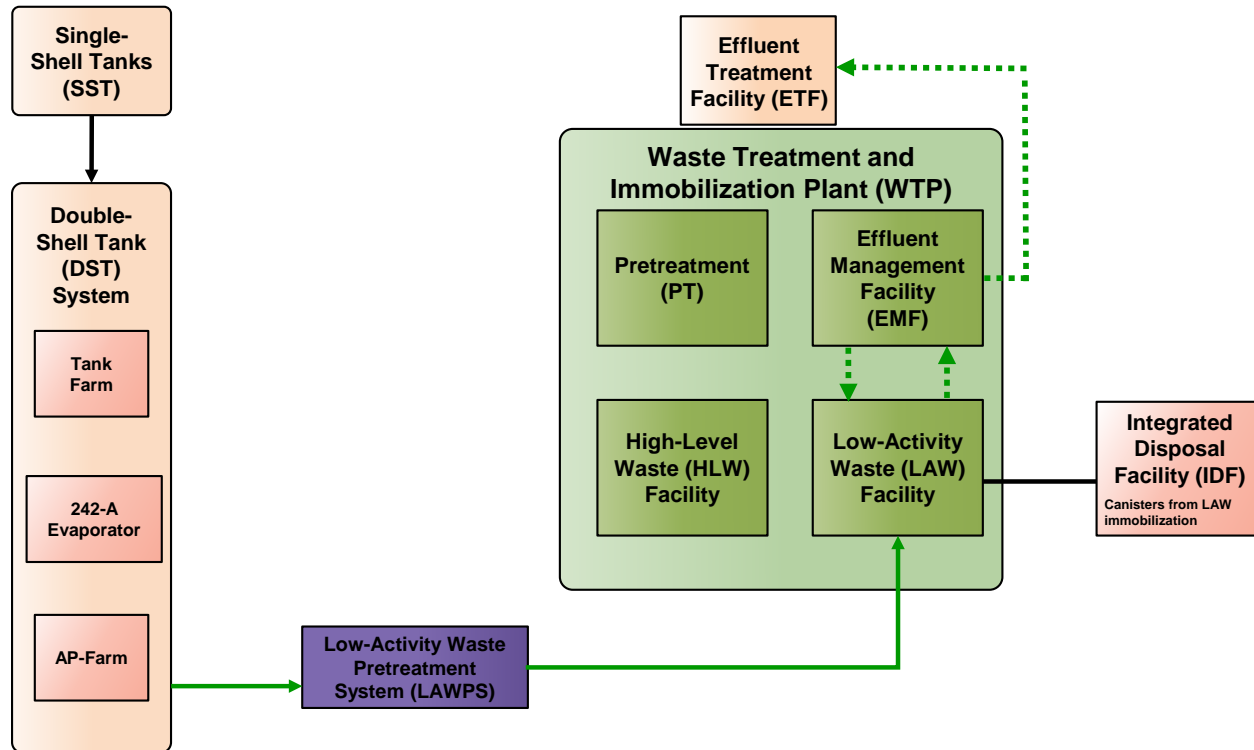 Single-
Shell Tanks
(SST)
Double-
Shell Tank
(DST)
System
Tank
Farm
242-A
Evaporator
AP-Farm
Low-Activity Waste
Pretreatment
System (LAWPS)
Effluent
Treatment
Facility (ETF)
Waste Treatment and
Immobilization Plant (WTP)
Pretreatment
(PT)
Effluent
Management
Facility
(EMF)
High-Level
Waste (HLW)
Facility
Low-Activity
Waste (LAW)
Facility
Integrated
Disposal
Facility (IDF)
Canisters from LAW
immobilization